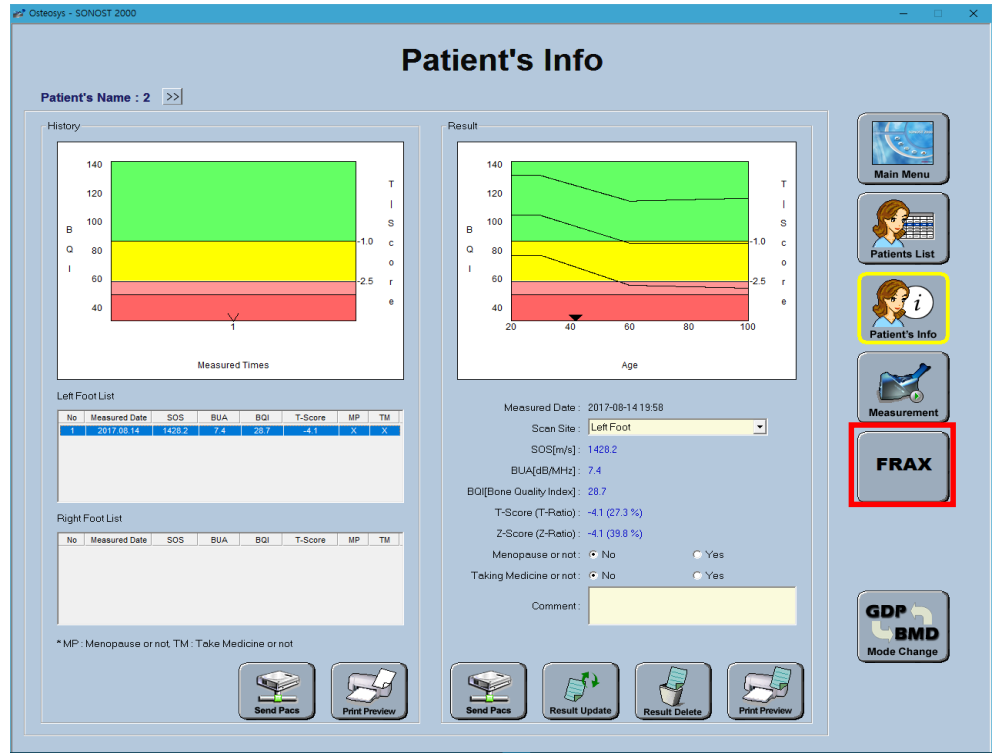 Osteosys - SONOST 2000
Patient's Info
Patient's Name : 2 >>
History
140
120
100
80
60
40
B Q I
T | S c o r e
-1.0
-2.5
1
Measured Times
Left Foot List
No Measured Date SOS BUA BQI T-Score MP TM
1 2017.08.14 1428.2 7.4 28.7 -4.1 X X
Right Foot List
No Measured Date SOS BUA BQI T-Score MP TM
* MP : Menopause or not, TM : Take Medicine or not
Send Pacs
Print Preview
Result
140
120
100
80
60
40
B Q I
T | S c o r e
-1.0
-2.5
20 40 60 80 100
Age
Measured Date : 2017-08-14 19:58
Scan Site : Left Foot
SOS[m/s] : 1428.2
BUA[dB/MHz] : 7.4
BQI[Bone Quality Index] : 28.7
T-Score (T-Ratio) : -4.1 (27.3 %)
Z-Score (Z-Ratio) : -4.1 (39.8 %)
Menopause or not : No Yes
Taking Medicine or not : No Yes
Comment :
Send Pacs
Result Update
Result Delete
Print Preview
Main Menu
Patients List
i
Patient's Info
Measurement
FRAX
GDP
BMD
Mode Change